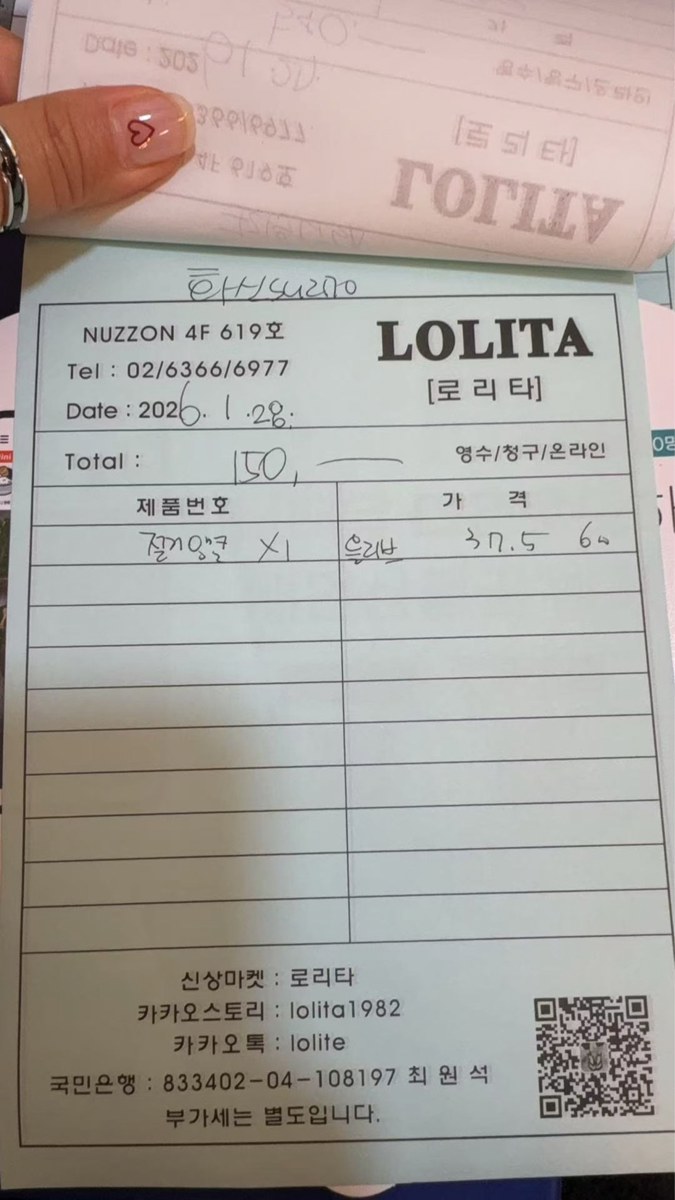 NUZZON 4F 619호
LOLITA
Tel : 02/6366/6977
[로리타]
Date : 2026. 1. 28.
Total : 150,
영수/청구/온라인
제품번호 가 격
X1 올리브 37.5
신상마켓 : 로리타
카카오스토리 : lolita1982
카카오톡 : lolite
국민은행 : 833402-04-108197 최 원 석
부가세는 별도입니다.